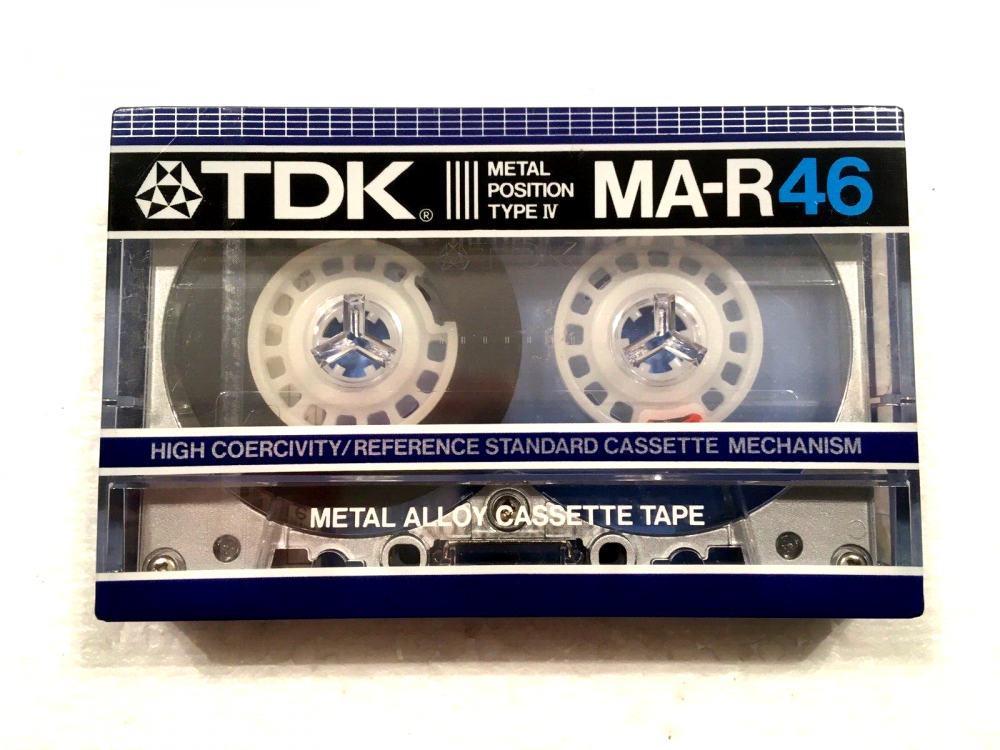 TDK® METAL POSITION TYPE IV MA-R46
HIGH COERCIVITY/REFERENCE STANDARD CASSETTE MECHANISM
METAL ALLOY CASSETTE TAPE